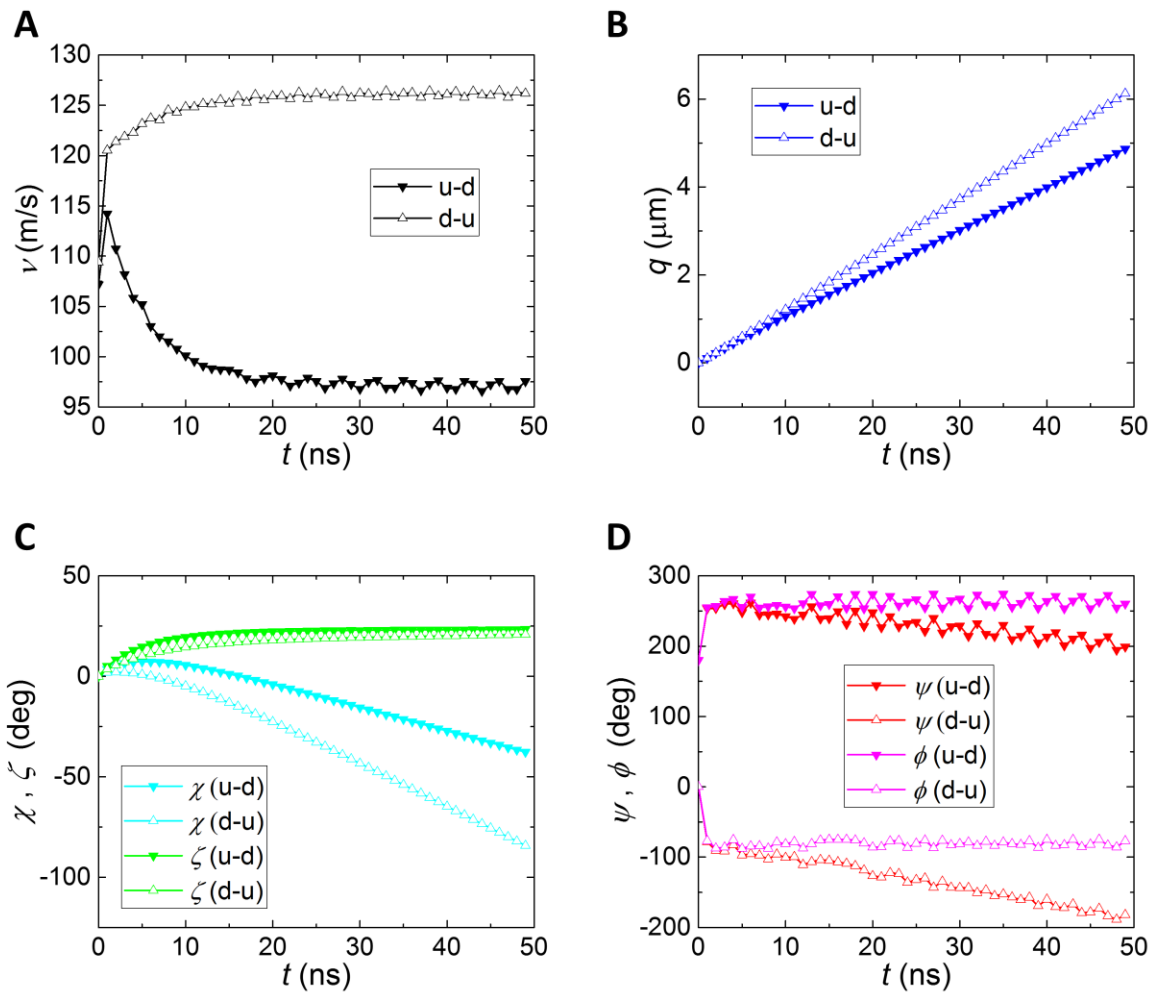 A
130
125
120
115
110
105
100
95
ν (m/s)
u-d
d-u
0 10 20 30 40 50
t (ns)
B
6
4
2
0
q (μm)
u-d
d-u
0 10 20 30 40 50
t (ns)
C
50
0
-50
-100
χ , ζ (deg)
χ (u-d)
χ (d-u)
ζ (u-d)
ζ (d-u)
0 10 20 30 40 50
t (ns)
D
300
200
100
0
-100
-200
ψ , ϕ (deg)
ψ (u-d)
ψ (d-u)
ϕ (u-d)
ϕ (d-u)
0 10 20 30 40 50
t (ns)